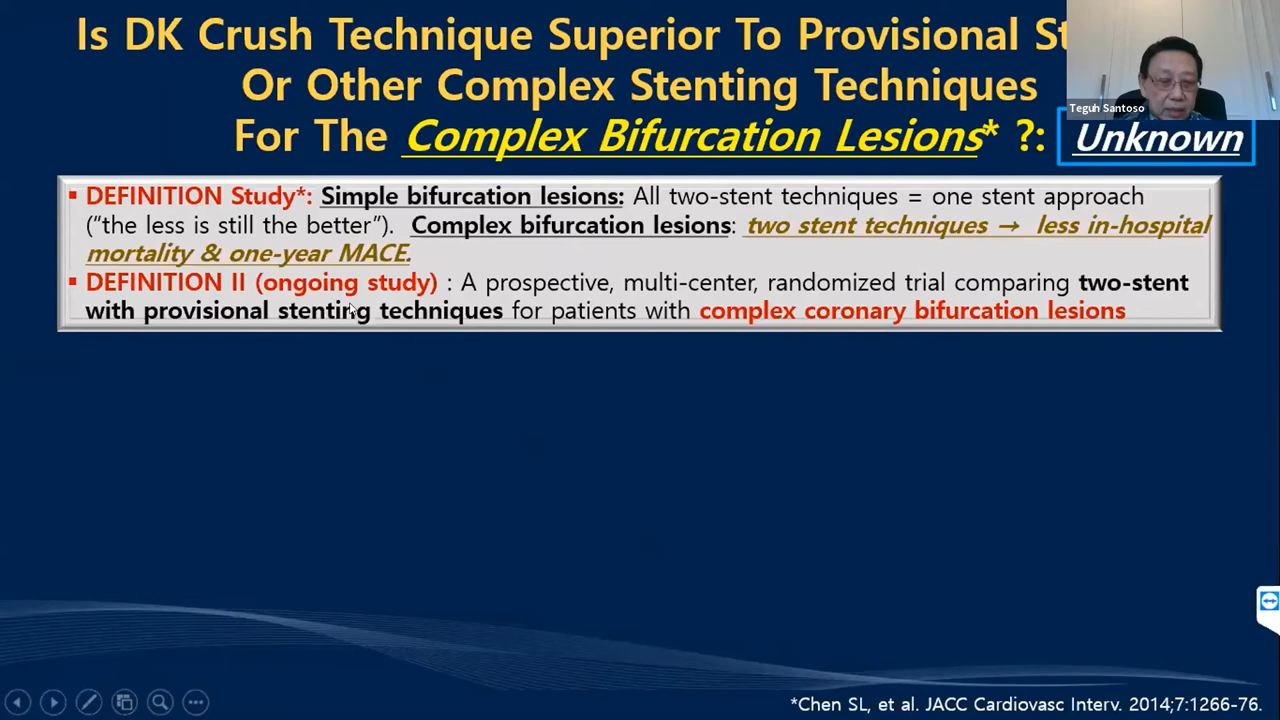 Is DK Crush Technique Superior To Provisional
Or Other Complex Stenting Techniques
For The Complex Bifurcation Lesions* ?: Unknown
Teguh Santoso
▪ DEFINITION Study*: Simple bifurcation lesions: All two-stent techniques = one stent approach
("the less is still the better"). Complex bifurcation lesions: two stent techniques → less in-hospital
mortality & one-year MACE.
▪ DEFINITION II (ongoing study) : A prospective, multi-center, randomized trial comparing two-stent
with provisional stenting techniques for patients with complex coronary bifurcation lesions
*Chen SL, et al. JACC Cardiovasc Interv. 2014;7:1266-76.